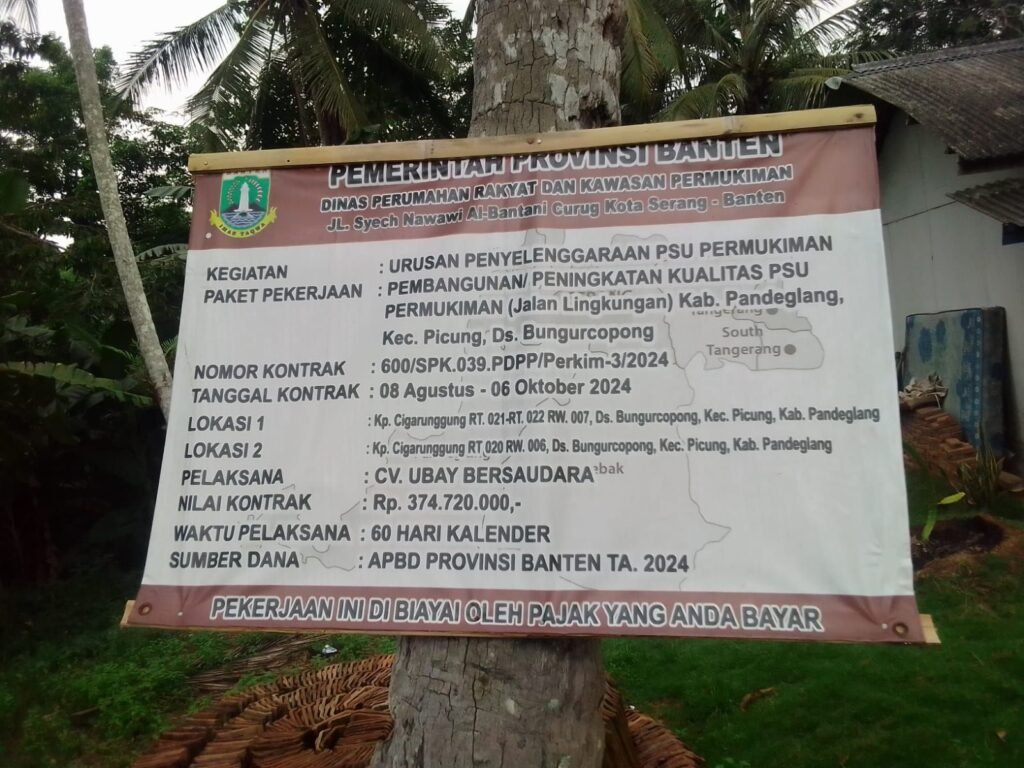 PEMERINTAH PROVINSI BANTEN
DINAS PERUMAHAN RAKYAT DAN KAWASAN PERMUKIMAN
JL. Syech Nawawi Al-Bantani Curug Kota Serang - Banten
IMAN TAQWA
KEGIATAN : URUSAN PENYELENGGARAAN PSU PERMUKIMAN
PAKET PEKERJAAN : PEMBANGUNAN/ PENINGKATAN KUALITAS PSU
PERMUKIMAN (Jalan Lingkungan) Kab. Pandeglang,
Kec. Picung, Ds. Bungurcopong
Tangerang
South
Tangerang
NOMOR KONTRAK : 600/SPK.039.PDPP/Perkim-3/2024
TANGGAL KONTRAK : 08 Agustus - 06 Oktober 2024
LOKASI 1 : Kp. Cigarunggung RT. 021-RT. 022 RW. 007, Ds. Bungurcopong, Kec. Picung, Kab. Pandeglang
LOKASI 2 : Kp. Cigarunggung RT 020 RW. 006, Ds. Bungurcopong, Kec. Picung, Kab. Pandeglang
PELAKSANA : CV. UBAY BERSAUDARA
ebak
NILAI KONTRAK : Rp. 374.720.000,-
WAKTU PELAKSANA : 60 HARI KALENDER
SUMBER DANA : APBD PROVINSI BANTEN TA. 2024
PEKERJAAN INI DI BIAYAI OLEH PAJAK YANG ANDA BAYAR